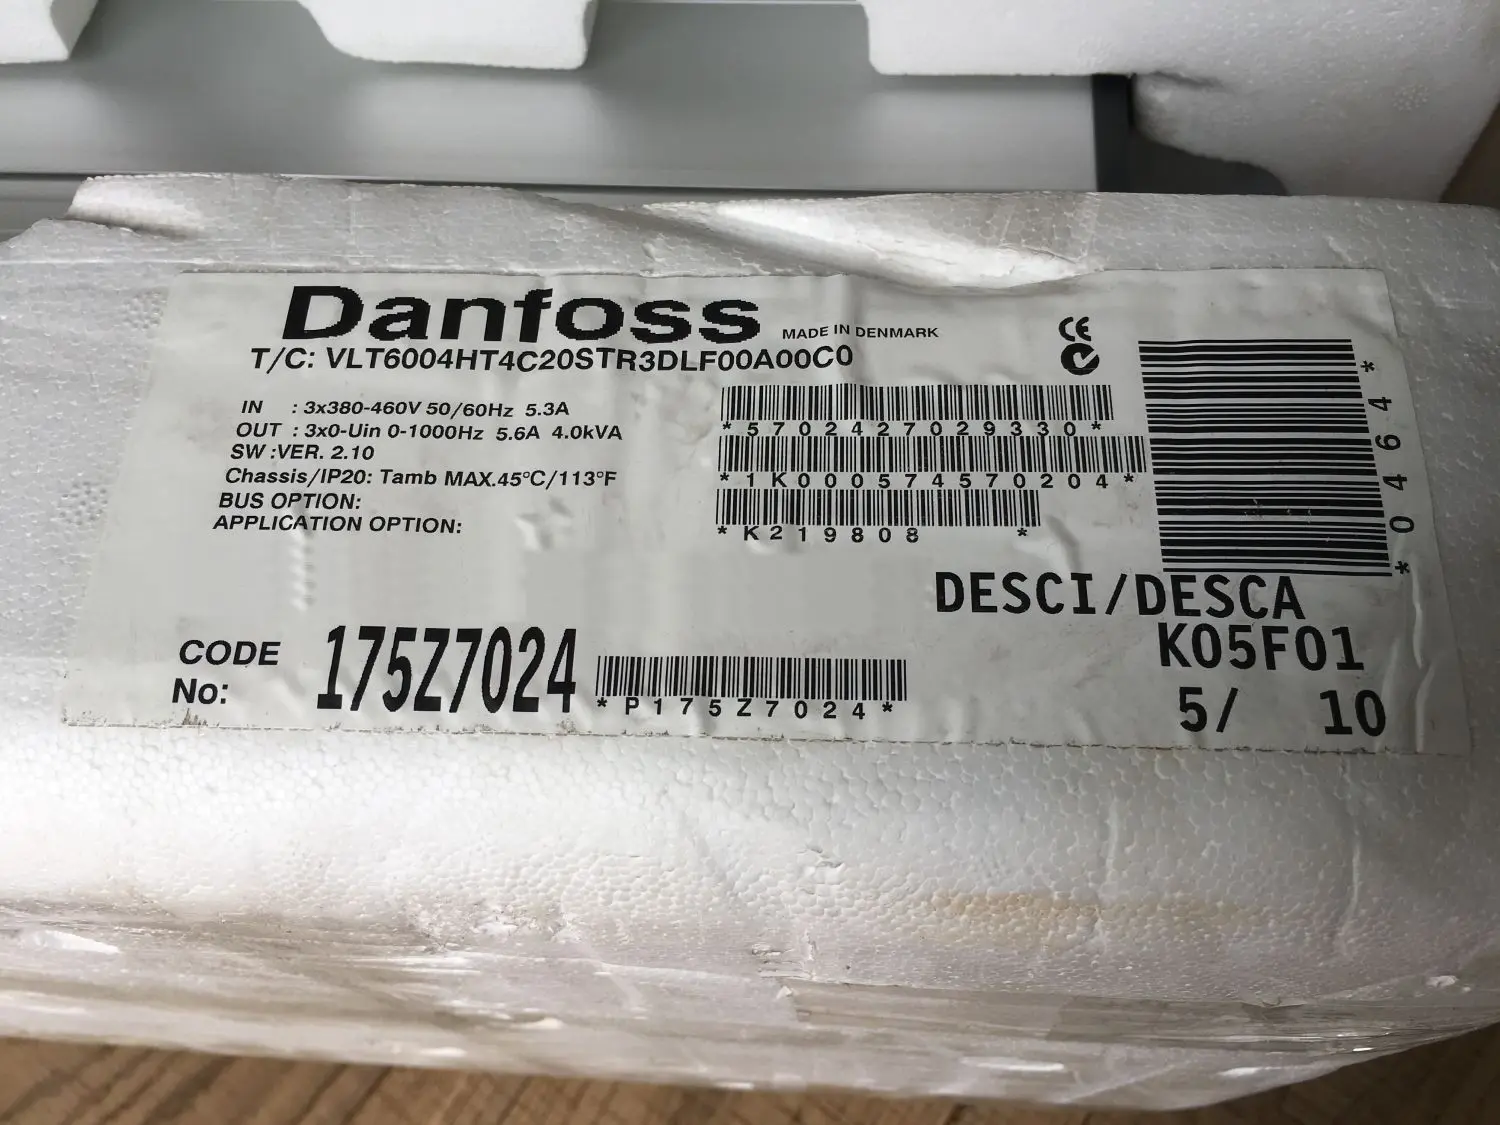 Danfoss MADE IN DENMARK CE
T/C: VLT6004HT4C20STR3DLF00A00C0
IN : 3x380-460V 50/60Hz 5.3A
OUT : 3x0-Uin 0-1000Hz 5.6A 4.0kVA
SW :VER. 2.10
Chassis/IP20: Tamb MAX.45°C/113°F
BUS OPTION:
APPLICATION OPTION:
*5702427029330*
*1K000574570204*
*K219808 *
*0464*
DESCI/DESCA
K05F01
5/ 10
CODE
No:
175Z7024
*P175Z7024*